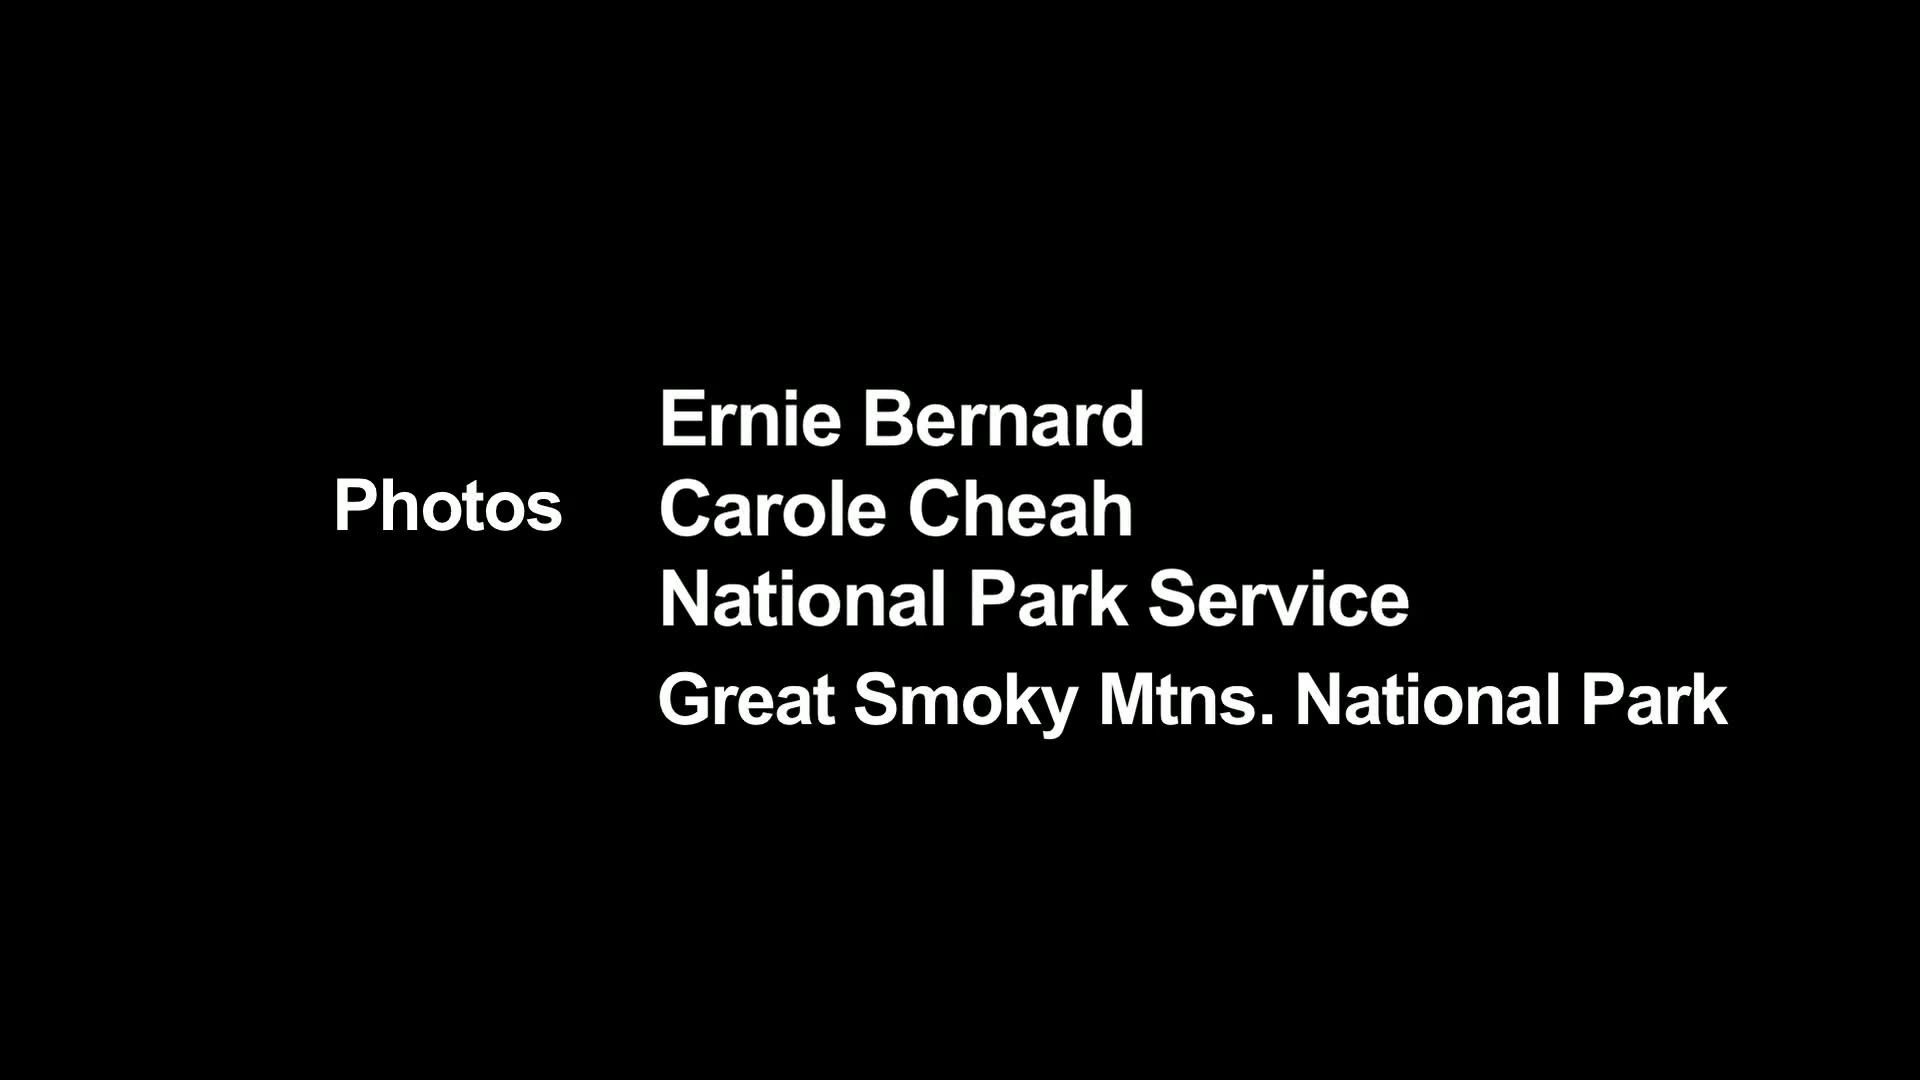 Photos
Ernie Bernard
Carole Cheah
National Park Service
Great Smoky Mtns. National Park